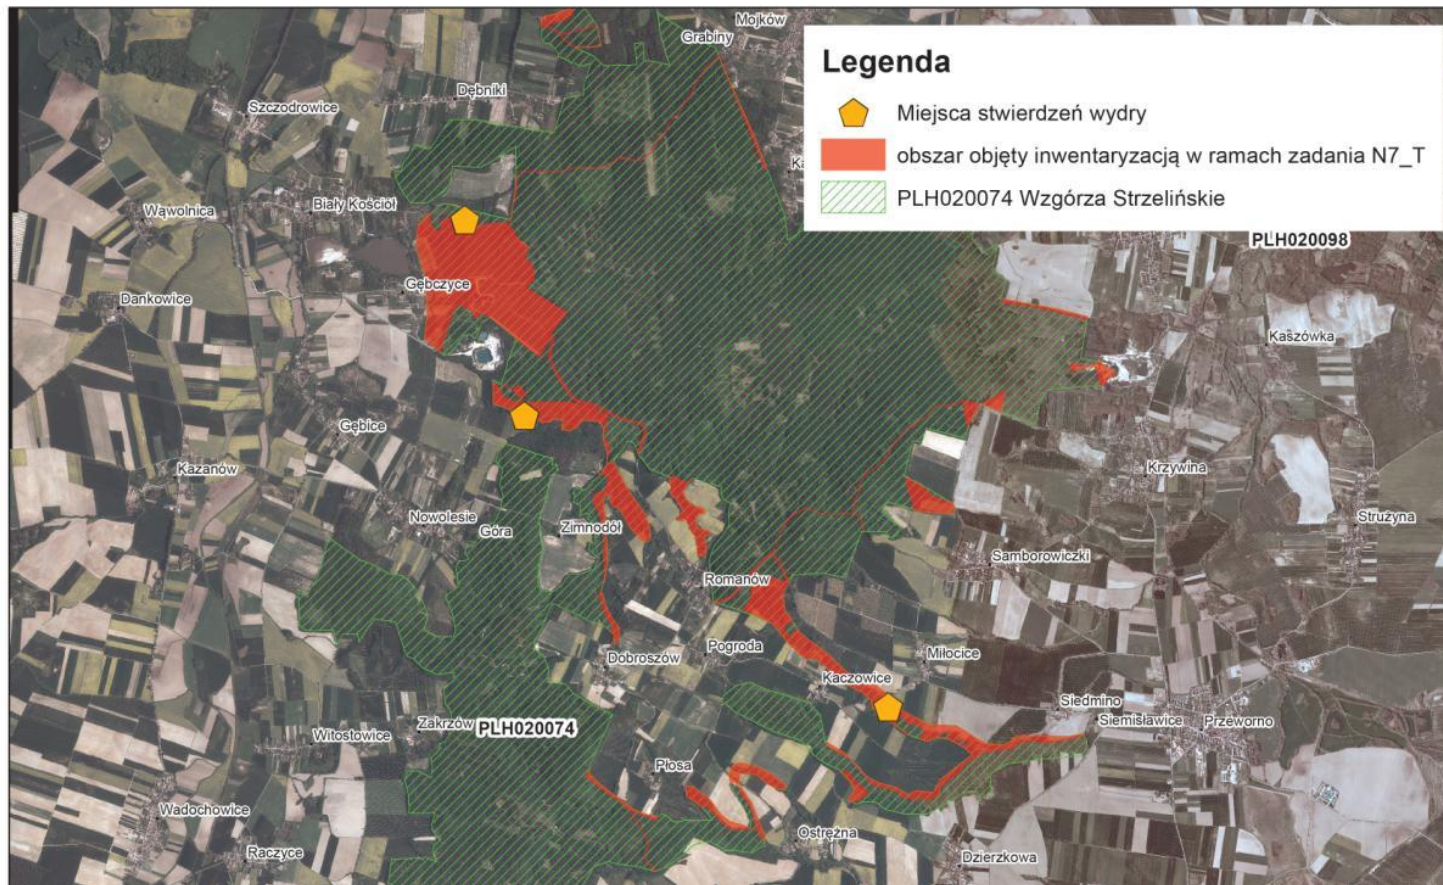 Mojków
Grabiny
Legenda
Miejsca stwierdzeń wydry
obszar objęty inwentaryzacją w ramach zadania N7_T
PLH020074 Wzgórza Strzelińskie
Dębniki
Szczodrowice
Ka
Biały Kościół
Wąwolnica
PLH020098
Gębczyce
Dankowice
Kaszówka
Gębice
Kazanów
Krzywina
Nowolesie
Góra
Zimnodół
Strużyna
Samborowiczki
Romanów
Pogroda
Miłocice
Dobroszów
Kaczowice
Siedmino
Siemisławice
Przeworno
Zakrzów
PLH020074
Witostowice
Płosa
Wadochowice
Ostrężna
Raczyce
Dzierzkowa